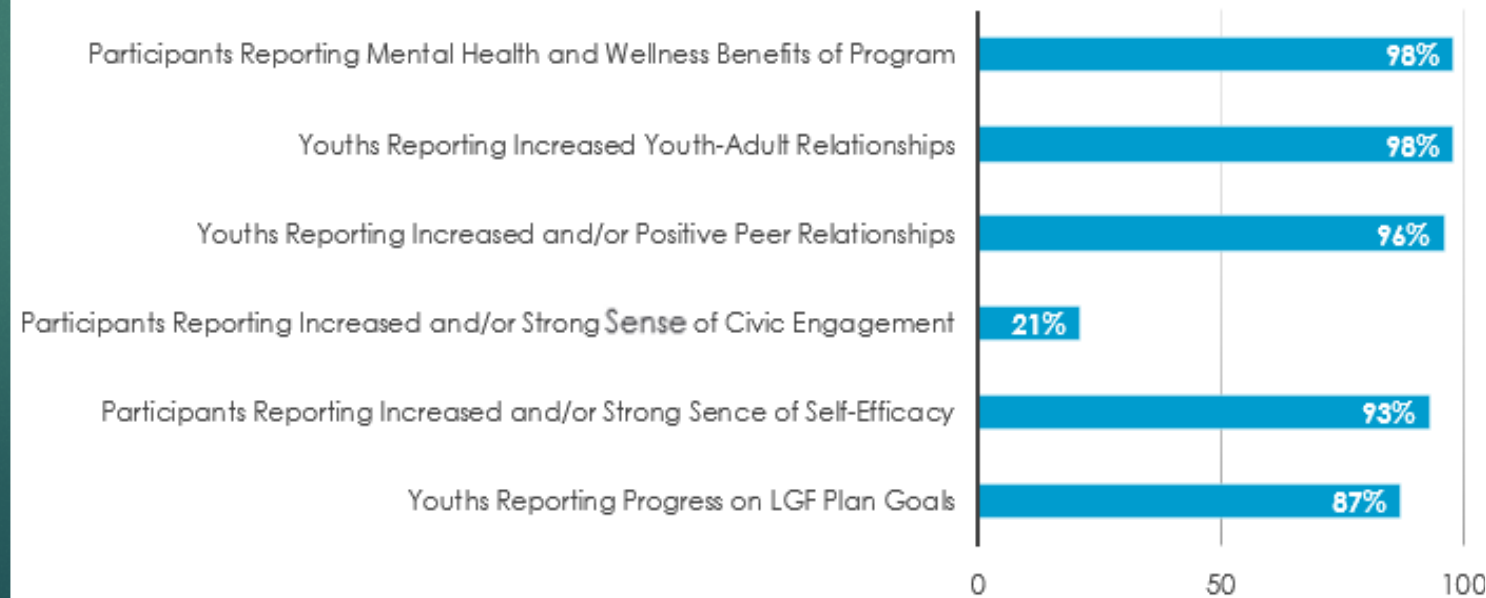 Participants Reporting Mental Health and Wellness Benefits of Program 98%
Youths Reporting Increased Youth-Adult Relationships 98%
Youths Reporting Increased and/or Positive Peer Relationships 96%
Participants Reporting Increased and/or Strong Sense of Civic Engagement 21%
Participants Reporting Increased and/or Strong Sence of Self-Efficacy 93%
Youths Reporting Progress on LGF Plan Goals 87%
0 50 100